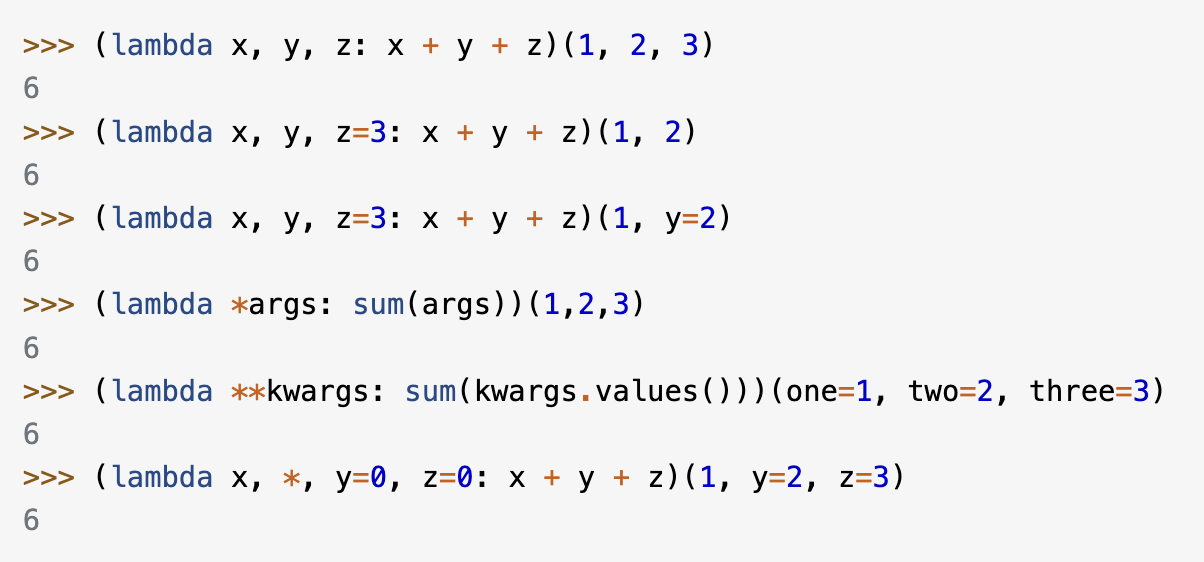 >>> (lambda x, y, z: x + y + z)(1, 2, 3)
6
>>> (lambda x, y, z=3: x + y + z)(1, 2)
6
>>> (lambda x, y, z=3: x + y + z)(1, y=2)
6
>>> (lambda *args: sum(args))(1,2,3)
6
>>> (lambda **kwargs: sum(kwargs.values()))(one=1, two=2, three=3)
6
>>> (lambda x, *, y=0, z=0: x + y + z)(1, y=2, z=3)
6